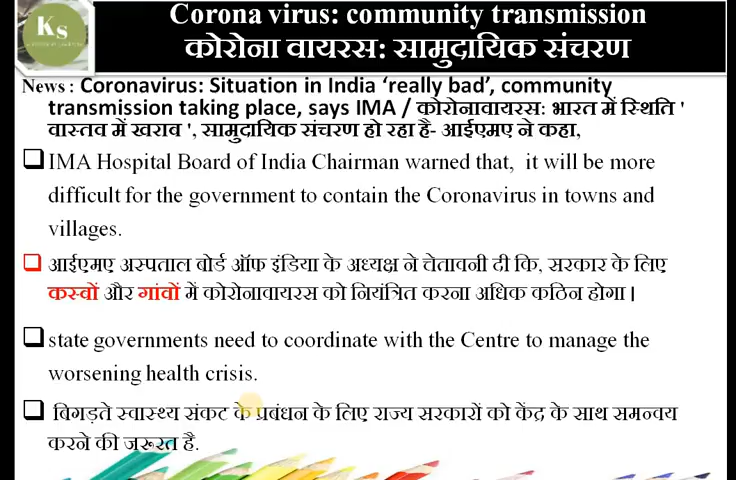 Ks
Corona virus: community transmission
कोरोना वायरस: सामुदायिक संचरण
News : Coronavirus: Situation in India ‘really bad’, community
transmission taking place, says IMA / कोरोनावायरस: भारत में स्थिति '
वास्तव में खराब ', सामुदायिक संचरण हो रहा है- आईएमए ने कहा,
IMA Hospital Board of India Chairman warned that, it will be more
difficult for the government to contain the Coronavirus in towns and
villages.
आईएमए अस्पताल बोर्ड ऑफ इंडिया के अध्यक्ष ने चेतावनी दी कि, सरकार के लिए
कस्बों और गांवों में कोरोनावायरस को नियंत्रित करना अधिक कठिन होगा।
state governments need to coordinate with the Centre to manage the
worsening health crisis.
बिगड़ते स्वास्थ्य संकट के प्रबंधन के लिए राज्य सरकारों को केंद्र के साथ समन्वय
करने की जरूरत है.